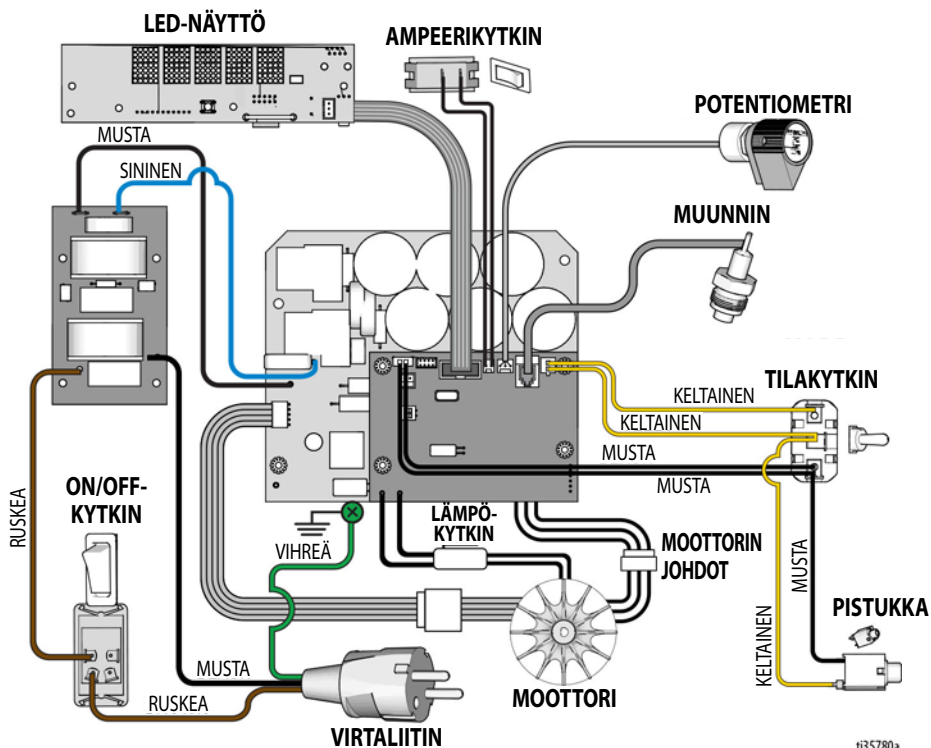 LED-NÄYTTÖ
AMPEERIKYTKIN
POTENTIOMETRI
MUSTA
SININEN
MUUNNIN
TILAKYTKIN
KELTAINEN
KELTAINEN
MUSTA
MUSTA
RUSKEA
ON/OFF-
KYTKIN
VIHREÄ
LÄMPÖ-
KYTKIN
MOOTTORIN
JOHDOT
MUSTA
KELTAINEN
PISTUKKA
MUSTA
RUSKEA
MOOTTORI
VIRTALIITIN
ti35780a